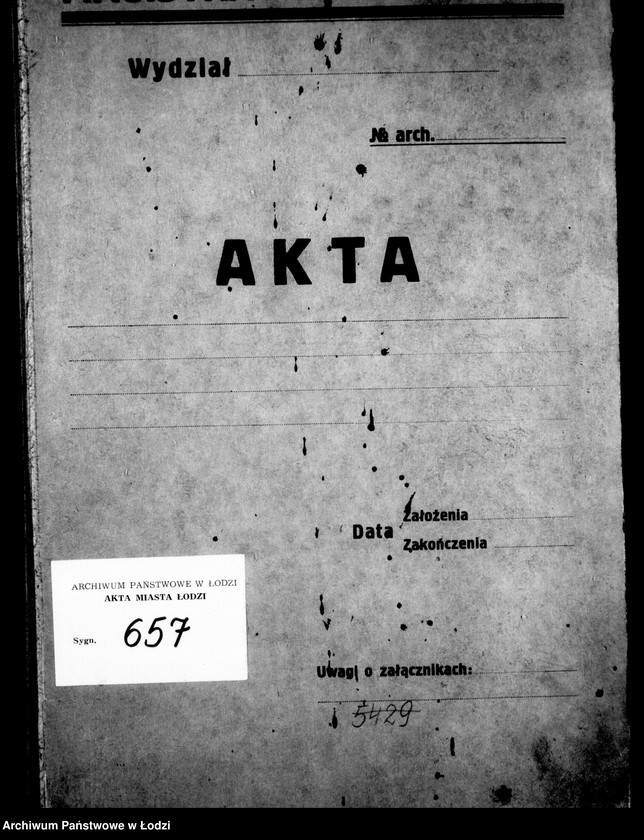 Wydział
№ arch.
AKTA
Data
Założenia
Zakończenia
ARCHIWUM PAŃSTWOWE W ŁODZI
AKTA MIASTA ŁODZI
Sygn. 657
Uwagi o załącznikach:
5429
Archiwum Państwowe w Łodzi